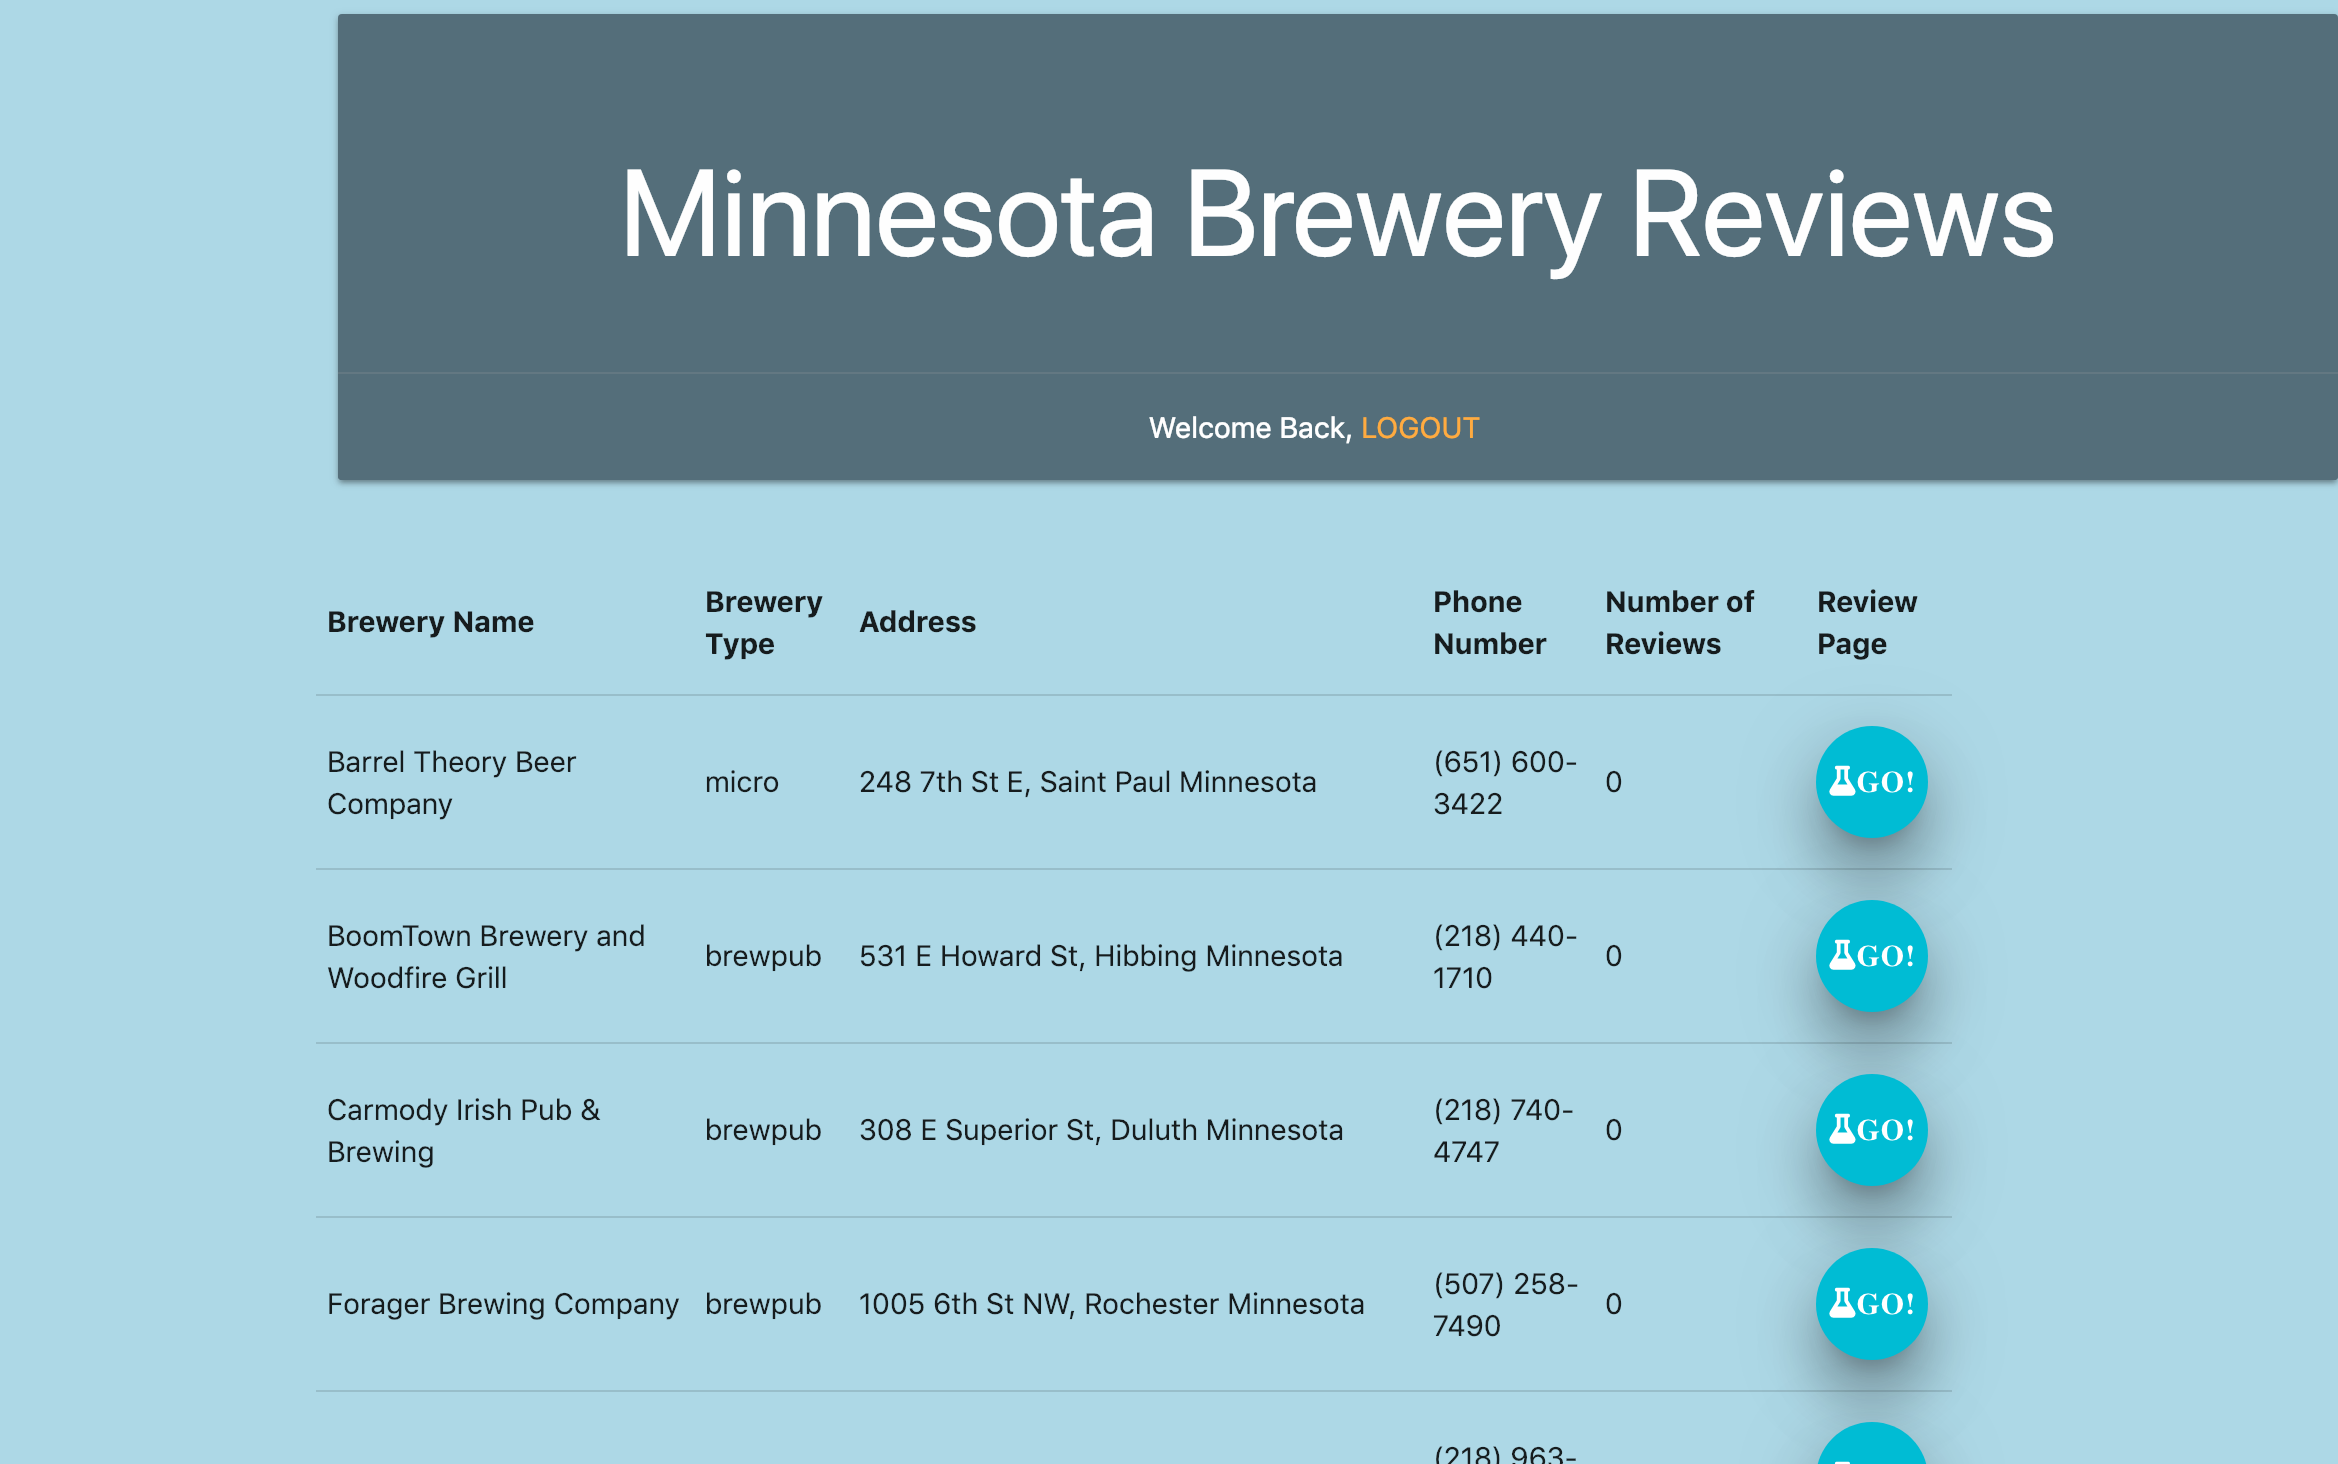 Minnesota Brewery Reviews
Welcome Back, LOGOUT
Brewery Name
Brewery
Type
Address
Phone
Number
Number of
Reviews
Review
Page
Barrel Theory Beer
Company
micro
248 7th St E, Saint Paul Minnesota
(651) 600-
3422
0
GO!
BoomTown Brewery and
Woodfire Grill
brewpub
531 E Howard St, Hibbing Minnesota
(218) 440-
1710
0
GO!
Carmody Irish Pub &
Brewing
brewpub
308 E Superior St, Duluth Minnesota
(218) 740-
4747
0
GO!
Forager Brewing Company
brewpub
1005 6th St NW, Rochester Minnesota
(507) 258-
7490
0
GO!
(218) 963-